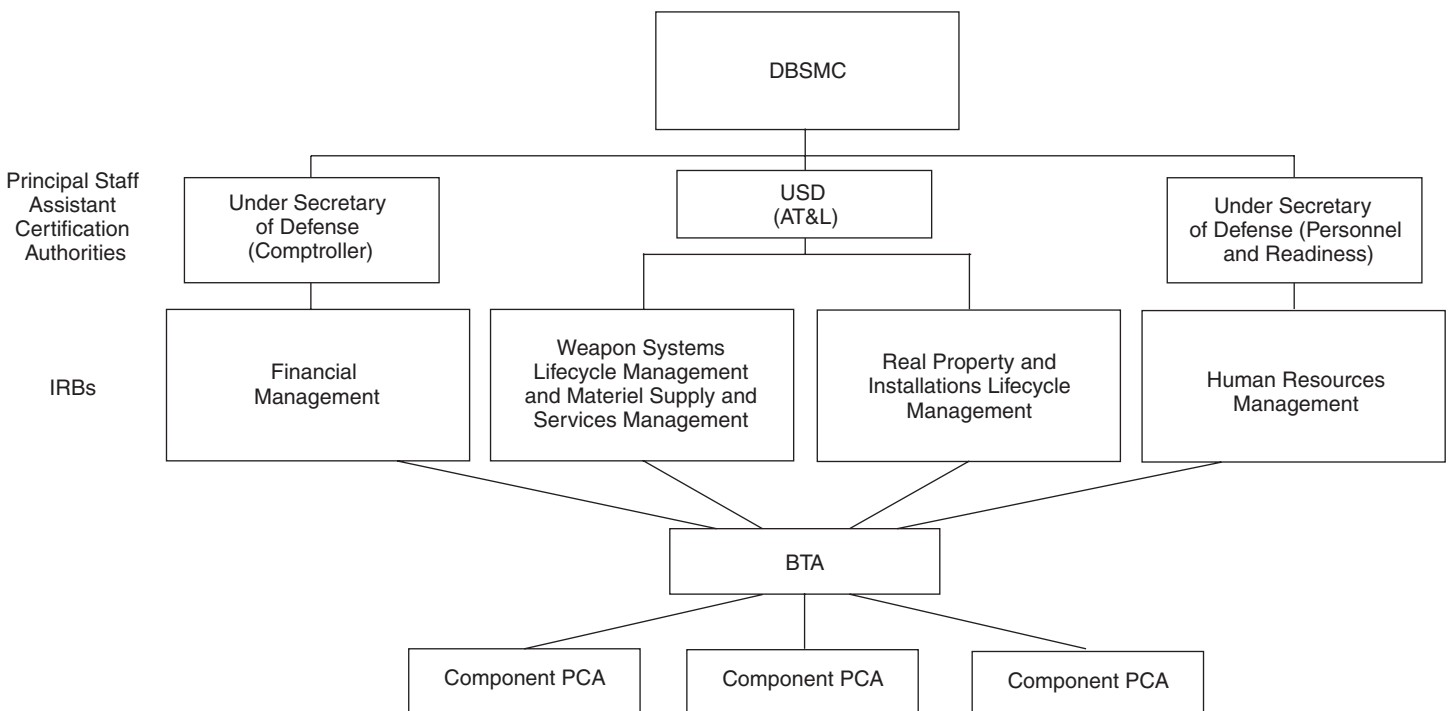 DBSMC
Principal Staff
Assistant
Certification
Authorities
Under Secretary
of Defense
(Comptroller)
USD
(AT&L)
Under Secretary
of Defense (Personnel
and Readiness)
IRBs
Financial
Management
Weapon Systems
Lifecycle Management
and Materiel Supply and
Services Management
Real Property and
Installations Lifecycle
Management
Human Resources
Management
BTA
Component PCA
Component PCA
Component PCA